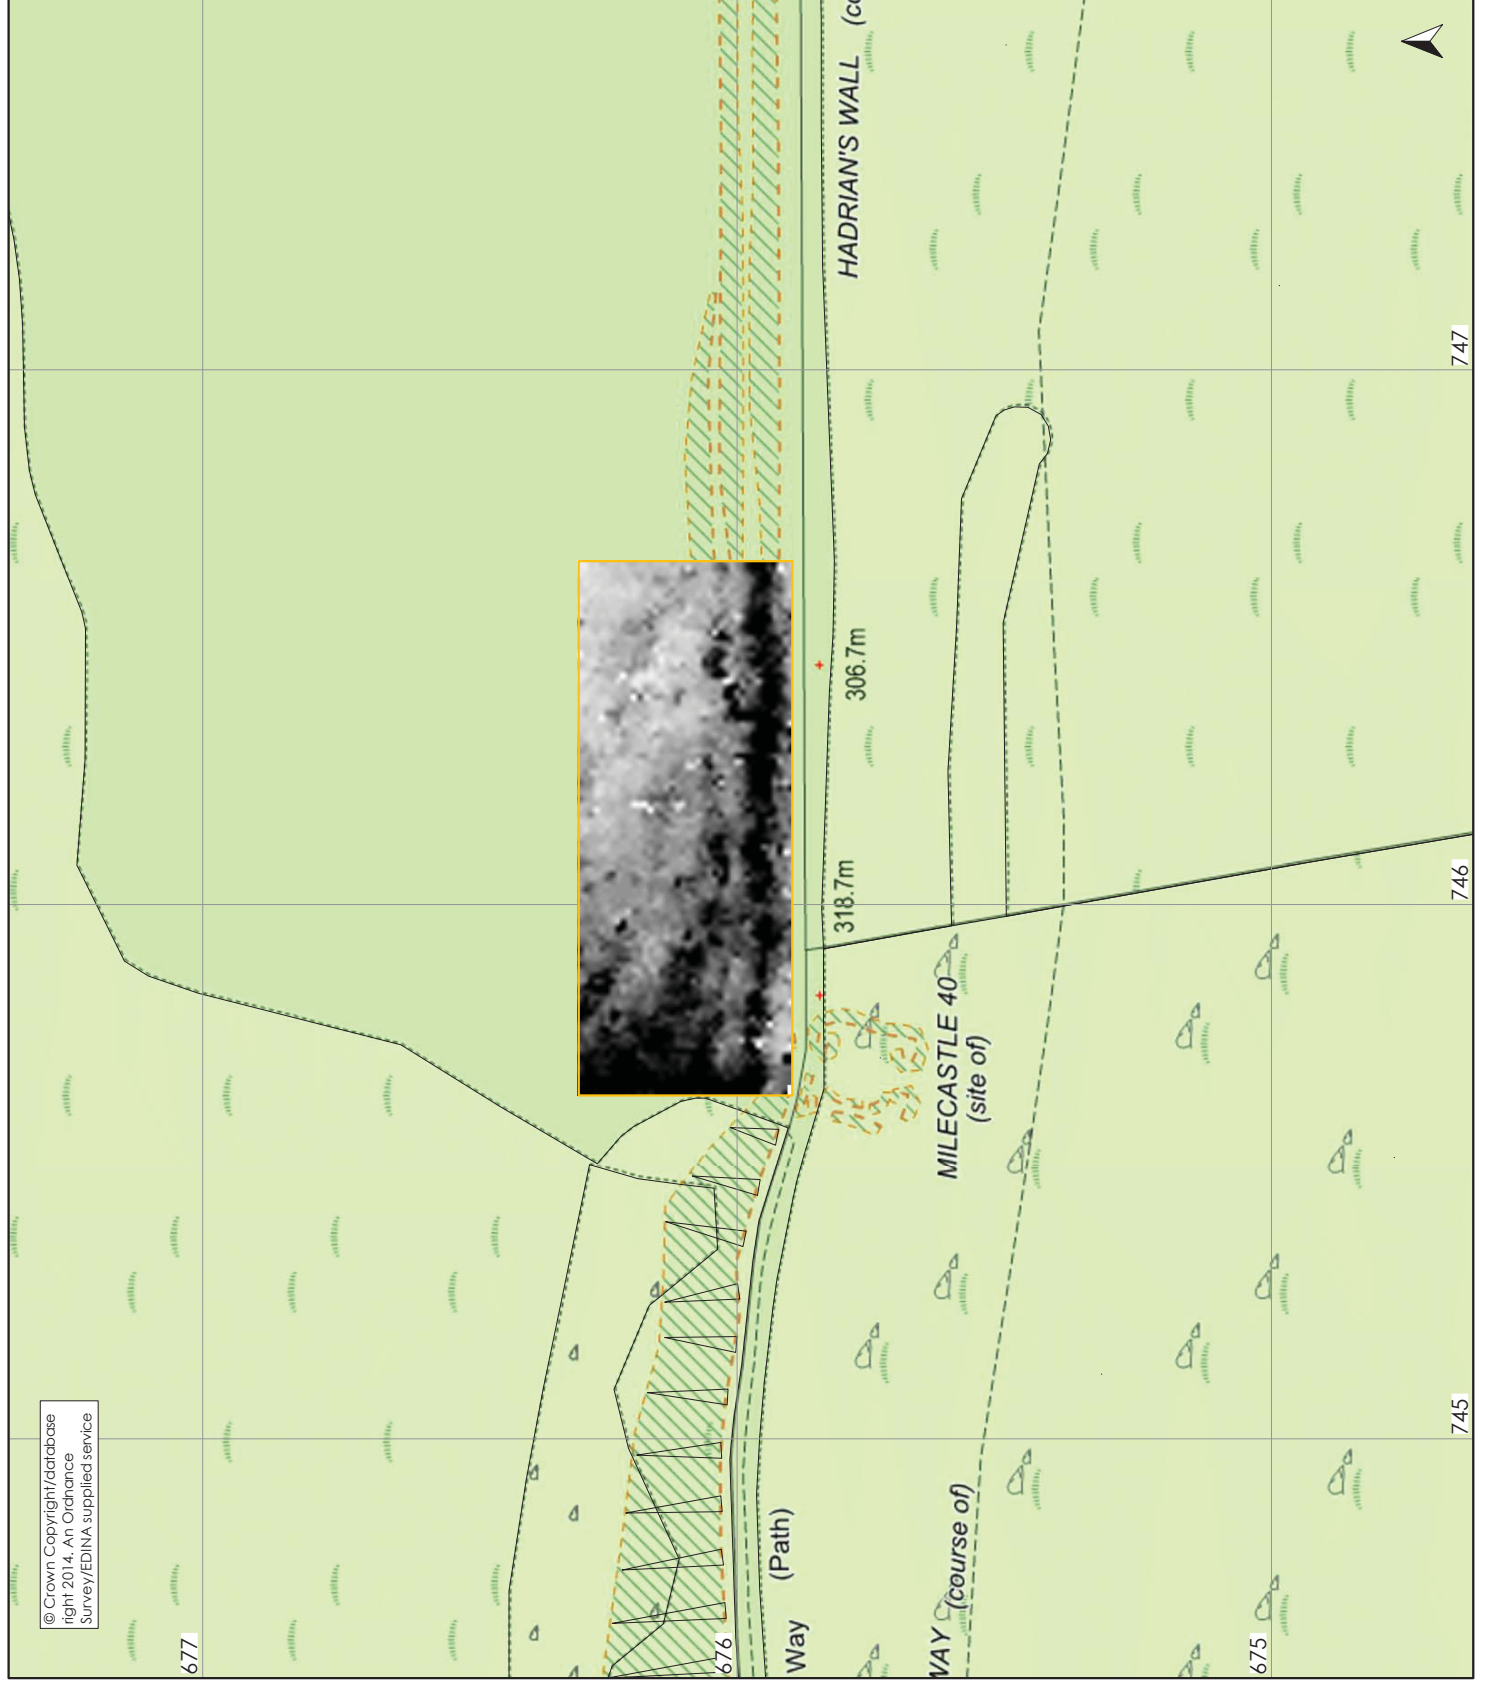 © Crown Copyright/database
right 2014. An Ordnance
Survey/EDINA supplied service
677
676
675
745
746
747
HADRIAN'S WALL (co
306.7m
318.7m
MILECASTLE 40
(site of)
Way (Path)
WAY (course of)